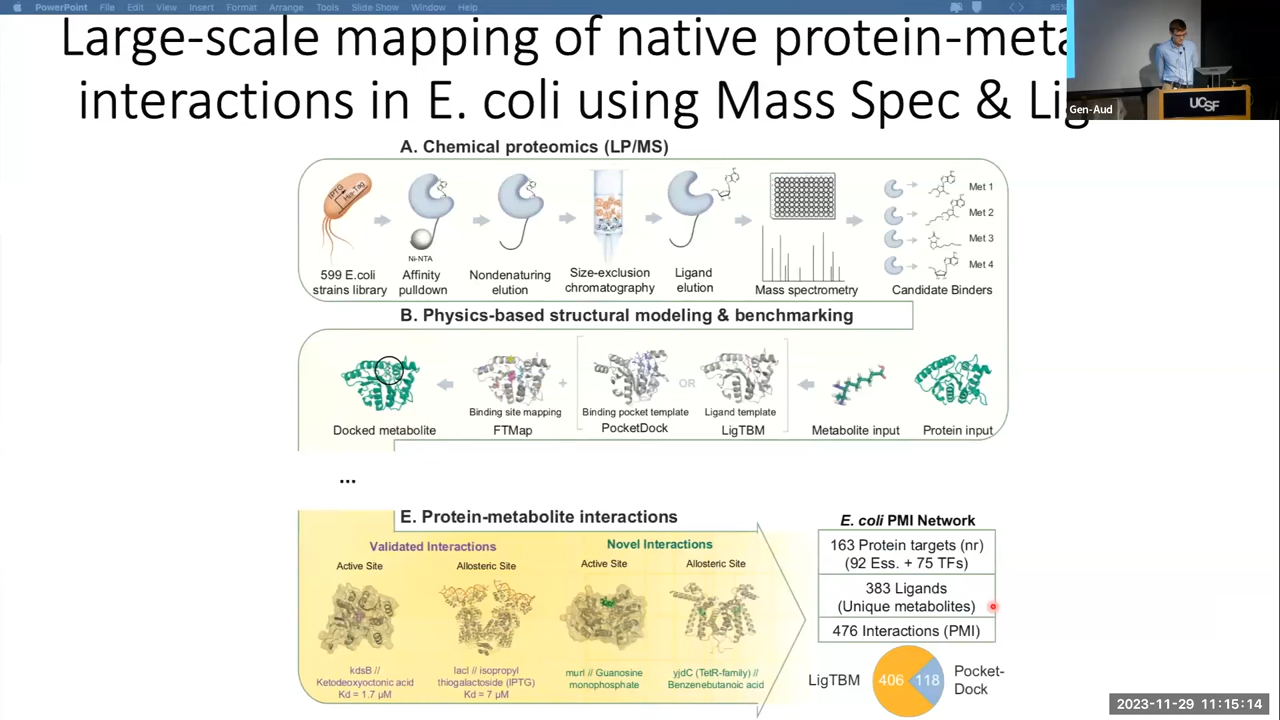 PowerPoint File Edit View Insert Format Arrange Tools Slide Show Window Help
Large-scale mapping of native
interactions in E. coli using Mass Spec &
Gen-Aud
UCSF
A. Chemical proteomics (LP/MS)
IPTG
His-Tag
Ni-NTA
599 E.coli
strains library
Affinity
pulldown
Nondenaturing
elution
Size-exclusion
chromatography
Ligand
elution
Mass spectrometry
Met 1
Met 2
Met 3
Met 4
Candidate Binders
B. Physics-based structural modeling & benchmarking
Docked metabolite
Binding site mapping
FTMap
+
Binding pocket template
PocketDock
OR
Ligand template
LigTBM
Metabolite input
Protein input
...
E. Protein-metabolite interactions
Validated Interactions
Novel Interactions
Active Site
Allosteric Site
Active Site
Allosteric Site
kdsB //
Ketodeoxyoctonic acid
Kd = 1.7 µM
lacI // isopropyl
thiogalactoside (IPTG)
Kd = 7 µM
murI // Guanosine
monophosphate
yjdC (TetR-family) //
Benzenebutanoic acid
E. coli PMI Network
163 Protein targets (nr)
(92 Ess. + 75 TFs)
383 Ligands
(Unique metabolites)
476 Interactions (PMI)
LigTBM
406
118
Pocket-
Dock
2023-11-29 11:15:14